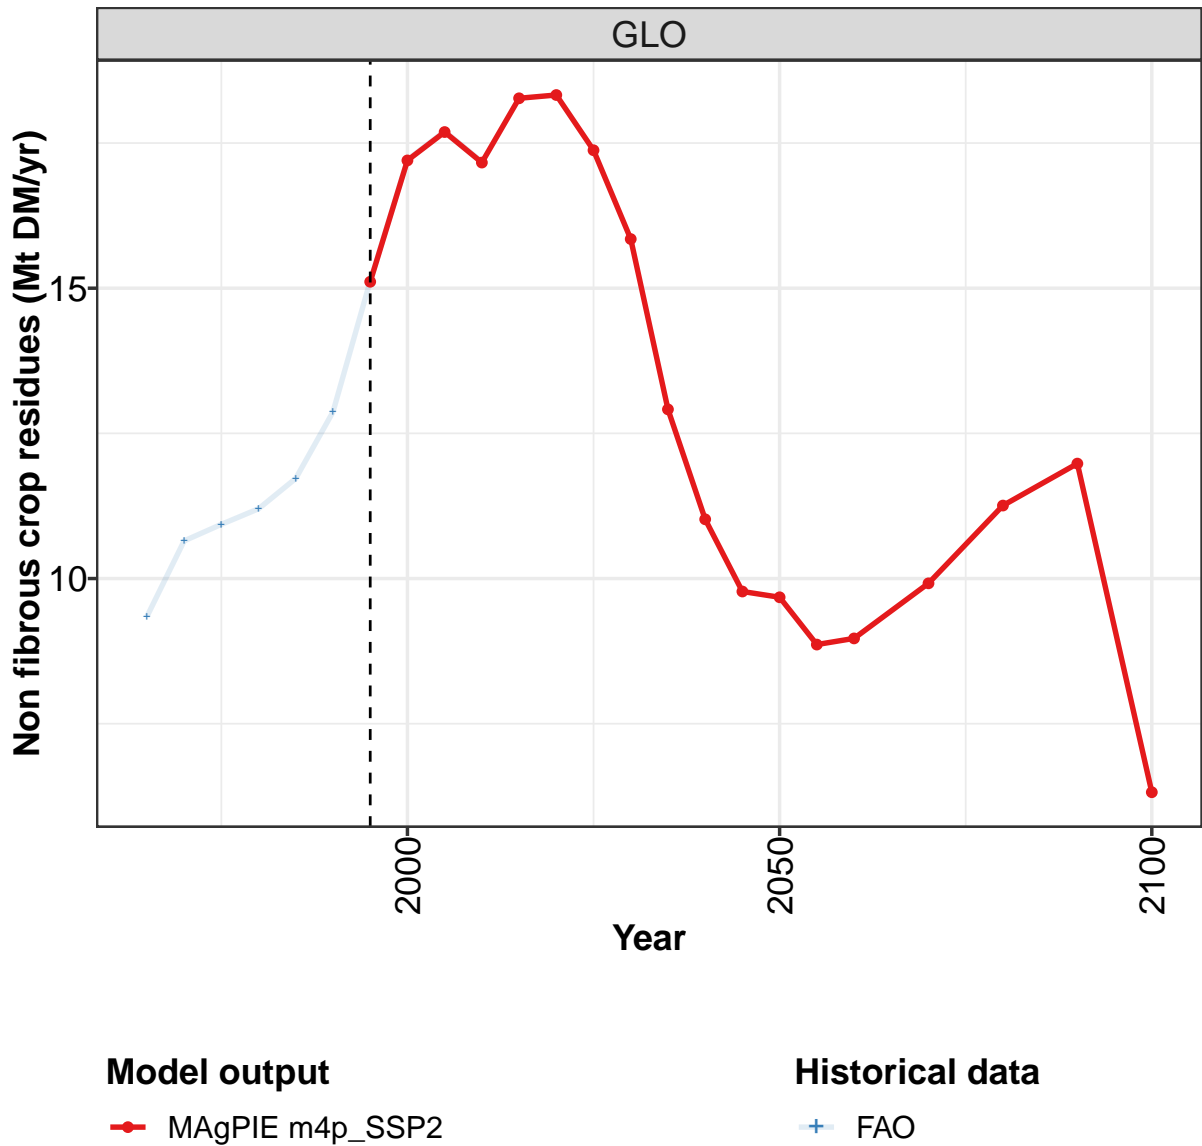 GLO
Non fibrous crop residues (Mt DM/yr)
15
10
2000
2050
2100
Year
Model output
MAgPIE m4p_SSP2
Historical data
FAO